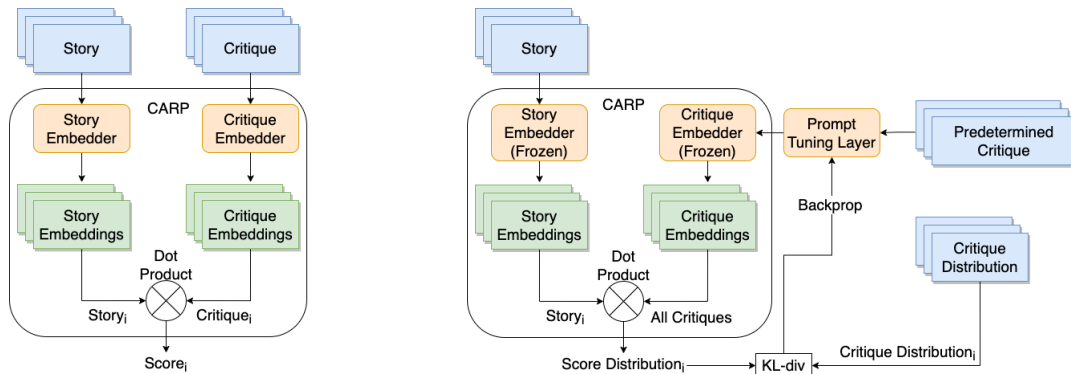 Story
Critique
CARP
Story
Embedder
Critique
Embedder
Story
Embeddings
Critique
Embeddings
Dot
Product
Storyi
Critiquei
Scorei
Story
CARP
Story
Embedder
(Frozen)
Critique
Embedder
(Frozen)
Prompt
Tuning Layer
Predetermined
Critique
Story
Embeddings
Critique
Embeddings
Backprop
Critique
Distribution
Dot
Product
Storyi
All Critiques
Score Distributioni
KL-div
Critique Distributioni